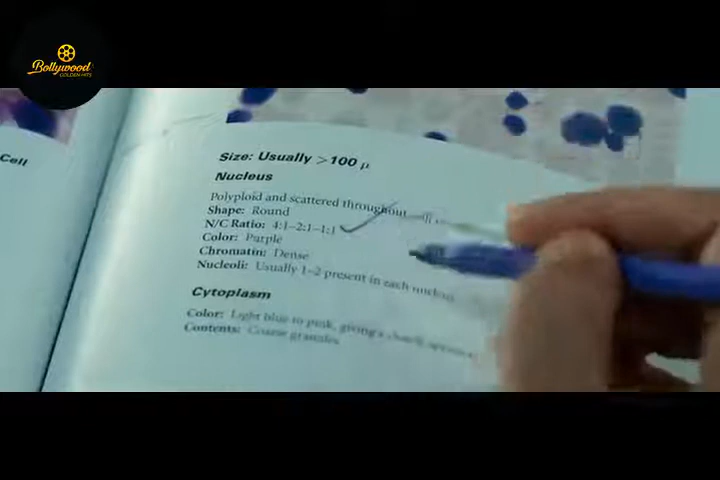 Bollywood
GOLDEN HITS
Cell
Size: Usually >100 μ
Nucleus
Polyploid and scattered throughout
Shape: Round
N/C Ratio: 4:1–2:1–1:1
Color: Purple
Chromatin: Dense
Nucleoli: Usually 1–2 present in each nucleus
Cytoplasm
Color: Light blue to pink, giving a
Contents: Coarse granules